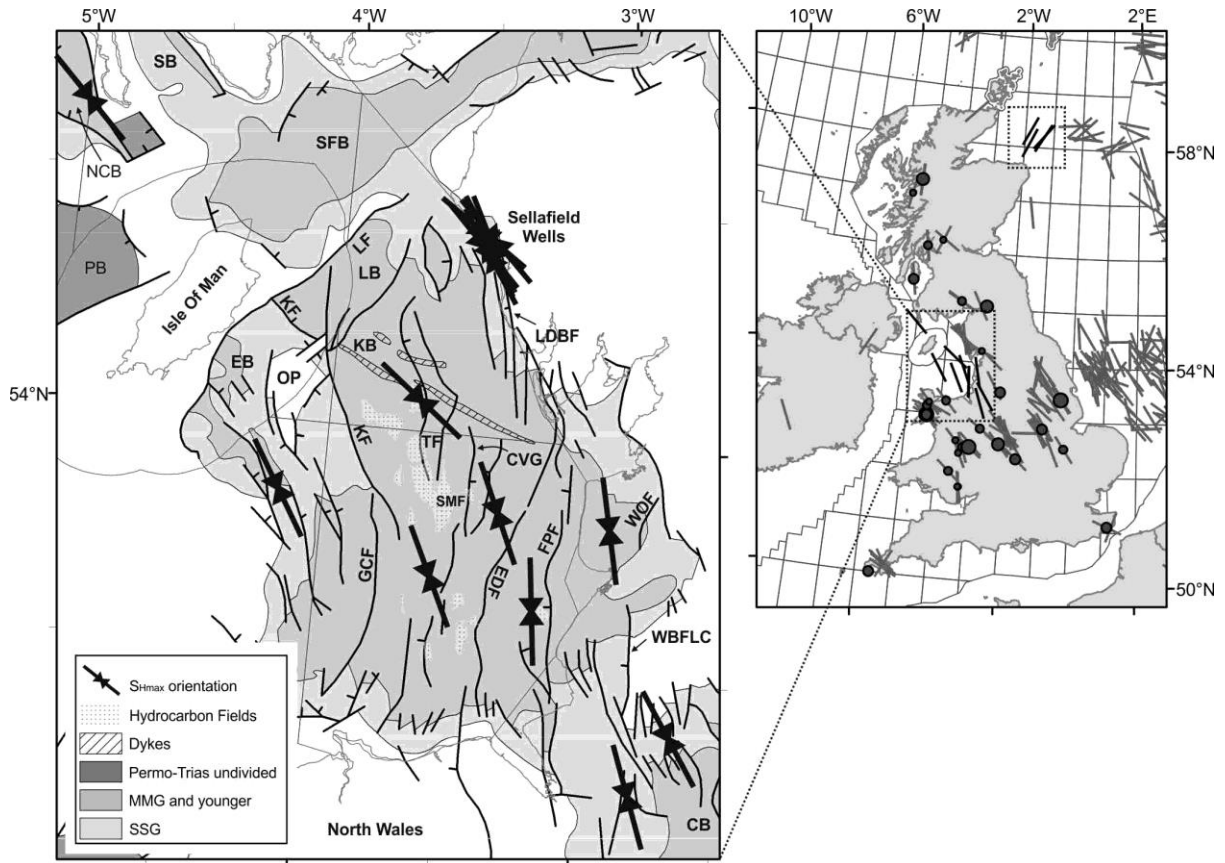 5°W
4°W
3°W
10°W
6°W
2°W
2°E
SB
SFB
NCB
PB
Isle Of Man
LF
LB
Sellafield
Wells
KF
LDBF
EB
OP
KB
54°N
KF
TF
CVG
SMF
GCF
EDF
FPF
WOF
WBFLC
CB
North Wales
SHmax orientation
Hydrocarbon Fields
Dykes
Permo-Trias undivided
MMG and younger
SSG
58°N
54°N
50°N